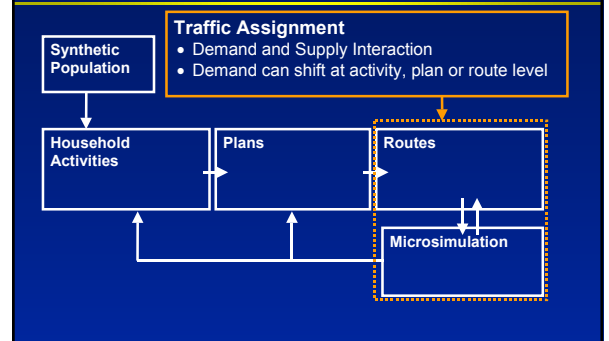 Traffic Assignment
• Demand and Supply Interaction
• Demand can shift at activity, plan or route level
Synthetic
Population
Household
Activities
Plans
Routes
Microsimulation